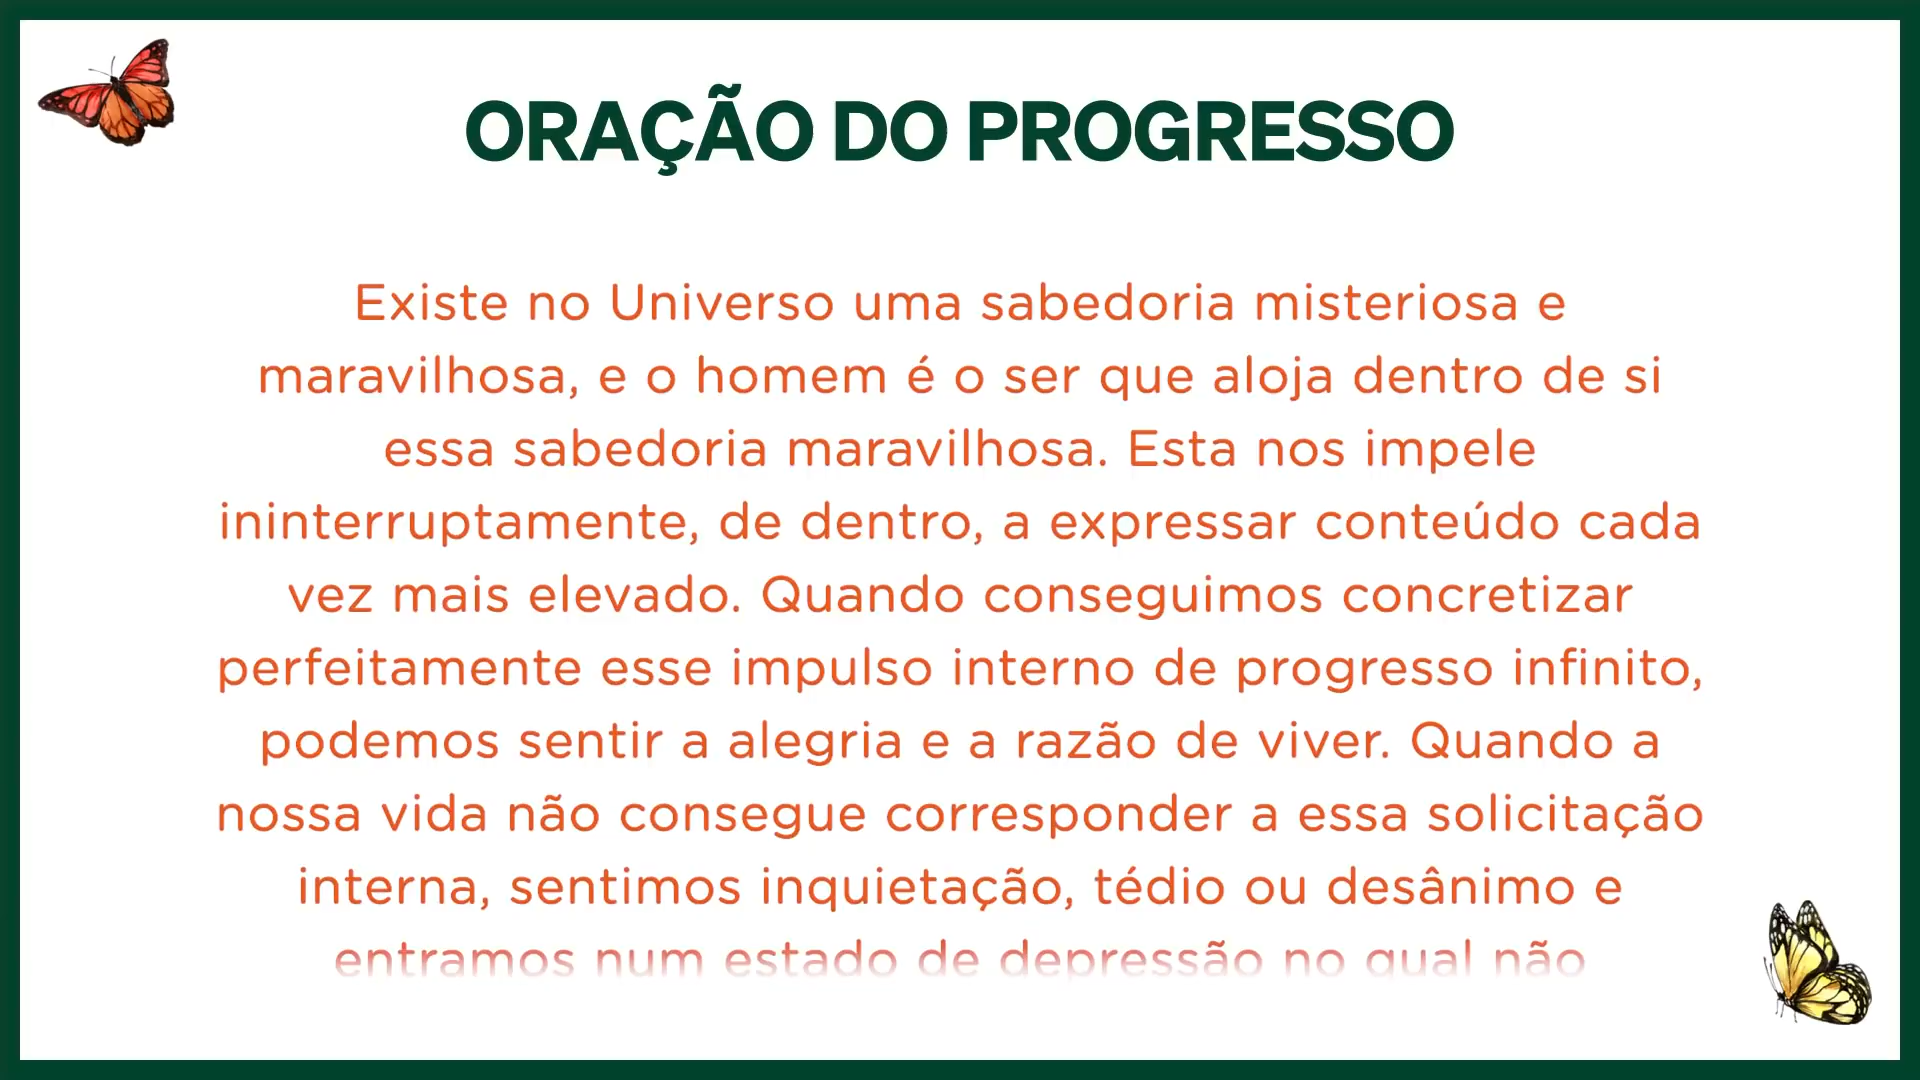 ORAÇÃO DO PROGRESSO
Existe no Universo uma sabedoria misteriosa e
maravilhosa, e o homem é o ser que aloja dentro de si
essa sabedoria maravilhosa. Esta nos impele
ininterruptamente, de dentro, a expressar conteúdo cada
vez mais elevado. Quando conseguimos concretizar
perfeitamente esse impulso interno de progresso infinito,
podemos sentir a alegria e a razão de viver. Quando a
nossa vida não consegue corresponder a essa solicitação
interna, sentimos inquietação, tédio ou desânimo e
entramos num estado de depressão no qual não